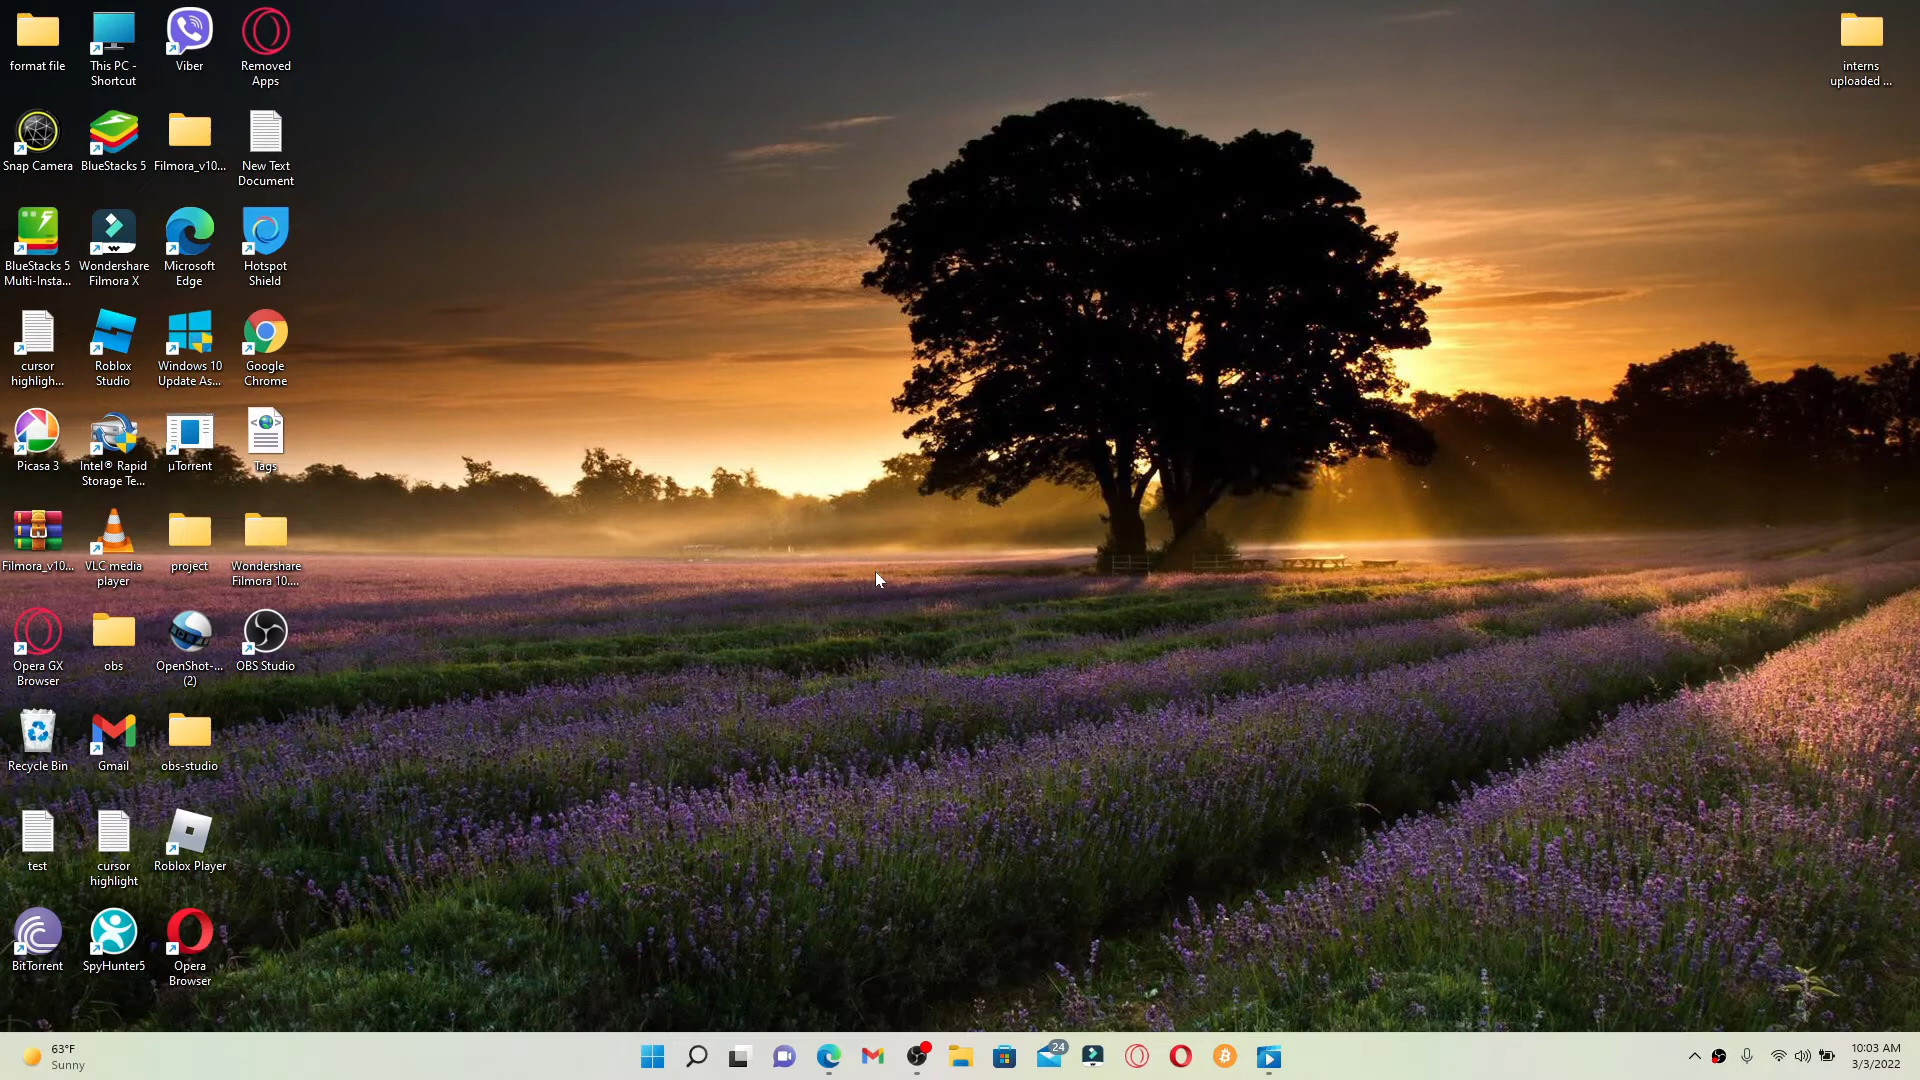 format file
This PC -
Shortcut
Viber
Removed
Apps
interns
uploaded ...
Snap Camera
BlueStacks 5
Filmora_v10...
New Text
Document
BlueStacks 5
Multi-Insta...
Wondershare
Filmora X
Microsoft
Edge
Hotspot
Shield
cursor
highligh...
Roblox
Studio
Windows 10
Update As...
Google
Chrome
Picasa 3
Intel® Rapid
Storage Te...
µTorrent
Tags
Filmora_v10...
VLC media
player
project
Wondershare
Filmora 10....
Opera GX
Browser
obs
OpenShot-...
(2)
OBS Studio
Recycle Bin
Gmail
obs-studio
test
cursor
highlight
Roblox Player
BitTorrent
SpyHunter5
Opera
Browser
63°F
Sunny
24
10:03 AM
3/3/2022